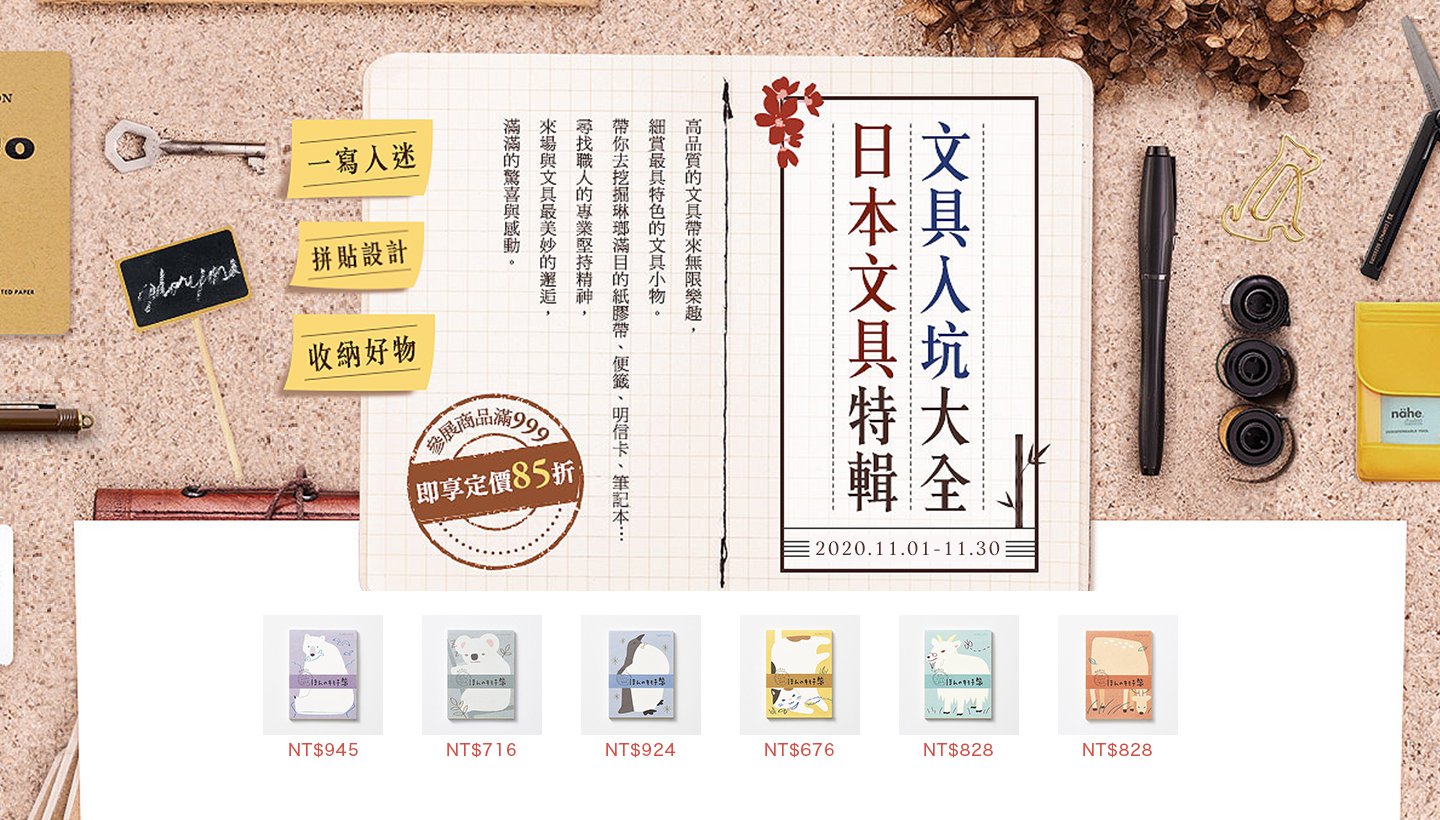 文具人坑大全
日本文具特輯
2020.11.01-11.30
高品質的文具帶來無限樂趣，
細賞最具特色的文具小物。
帶你去挖掘琳瑯滿目的紙膠帶、便籤、明信卡、筆記本…
尋找職人的專業堅持精神，
來場與文具最美妙的邂逅，
滿滿的驚喜與感動。
一寫人迷
拼貼設計
收納好物
參展商品滿999
即享定價85折
ON
TED PAPER
nähe
NT$945
NT$716
NT$924
NT$676
NT$828
NT$828